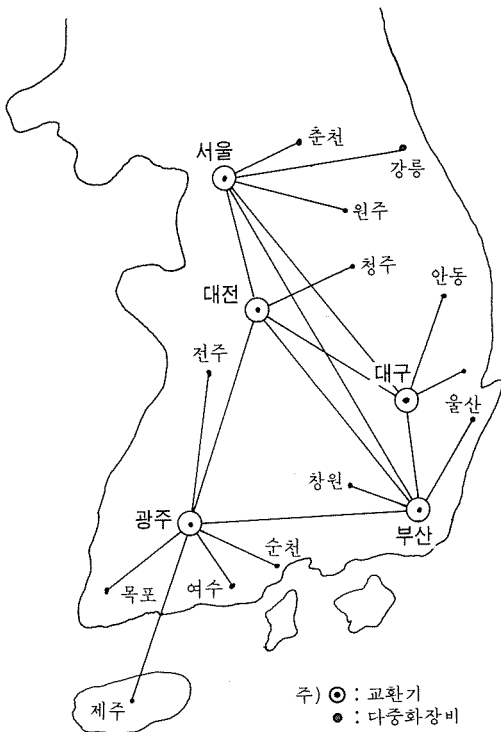 춘천
서울
강릉
원주
청주
안동
대전
전주
대구
울산
창원
광주
부산
순천
목포
여수
제주
주) ◉ : 교환기
● : 다중화장비